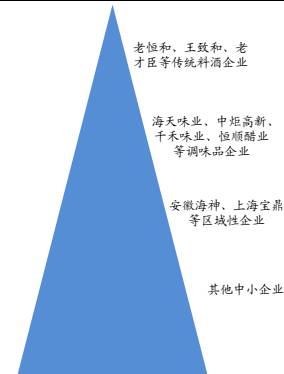 老恒和、王致和、老
才臣等传统料酒企业
海天味业、中炬高新、
千禾味业、恒顺醋业
等调味品企业
安徽海神、上海宝鼎
等区域性企业
其他中小企业